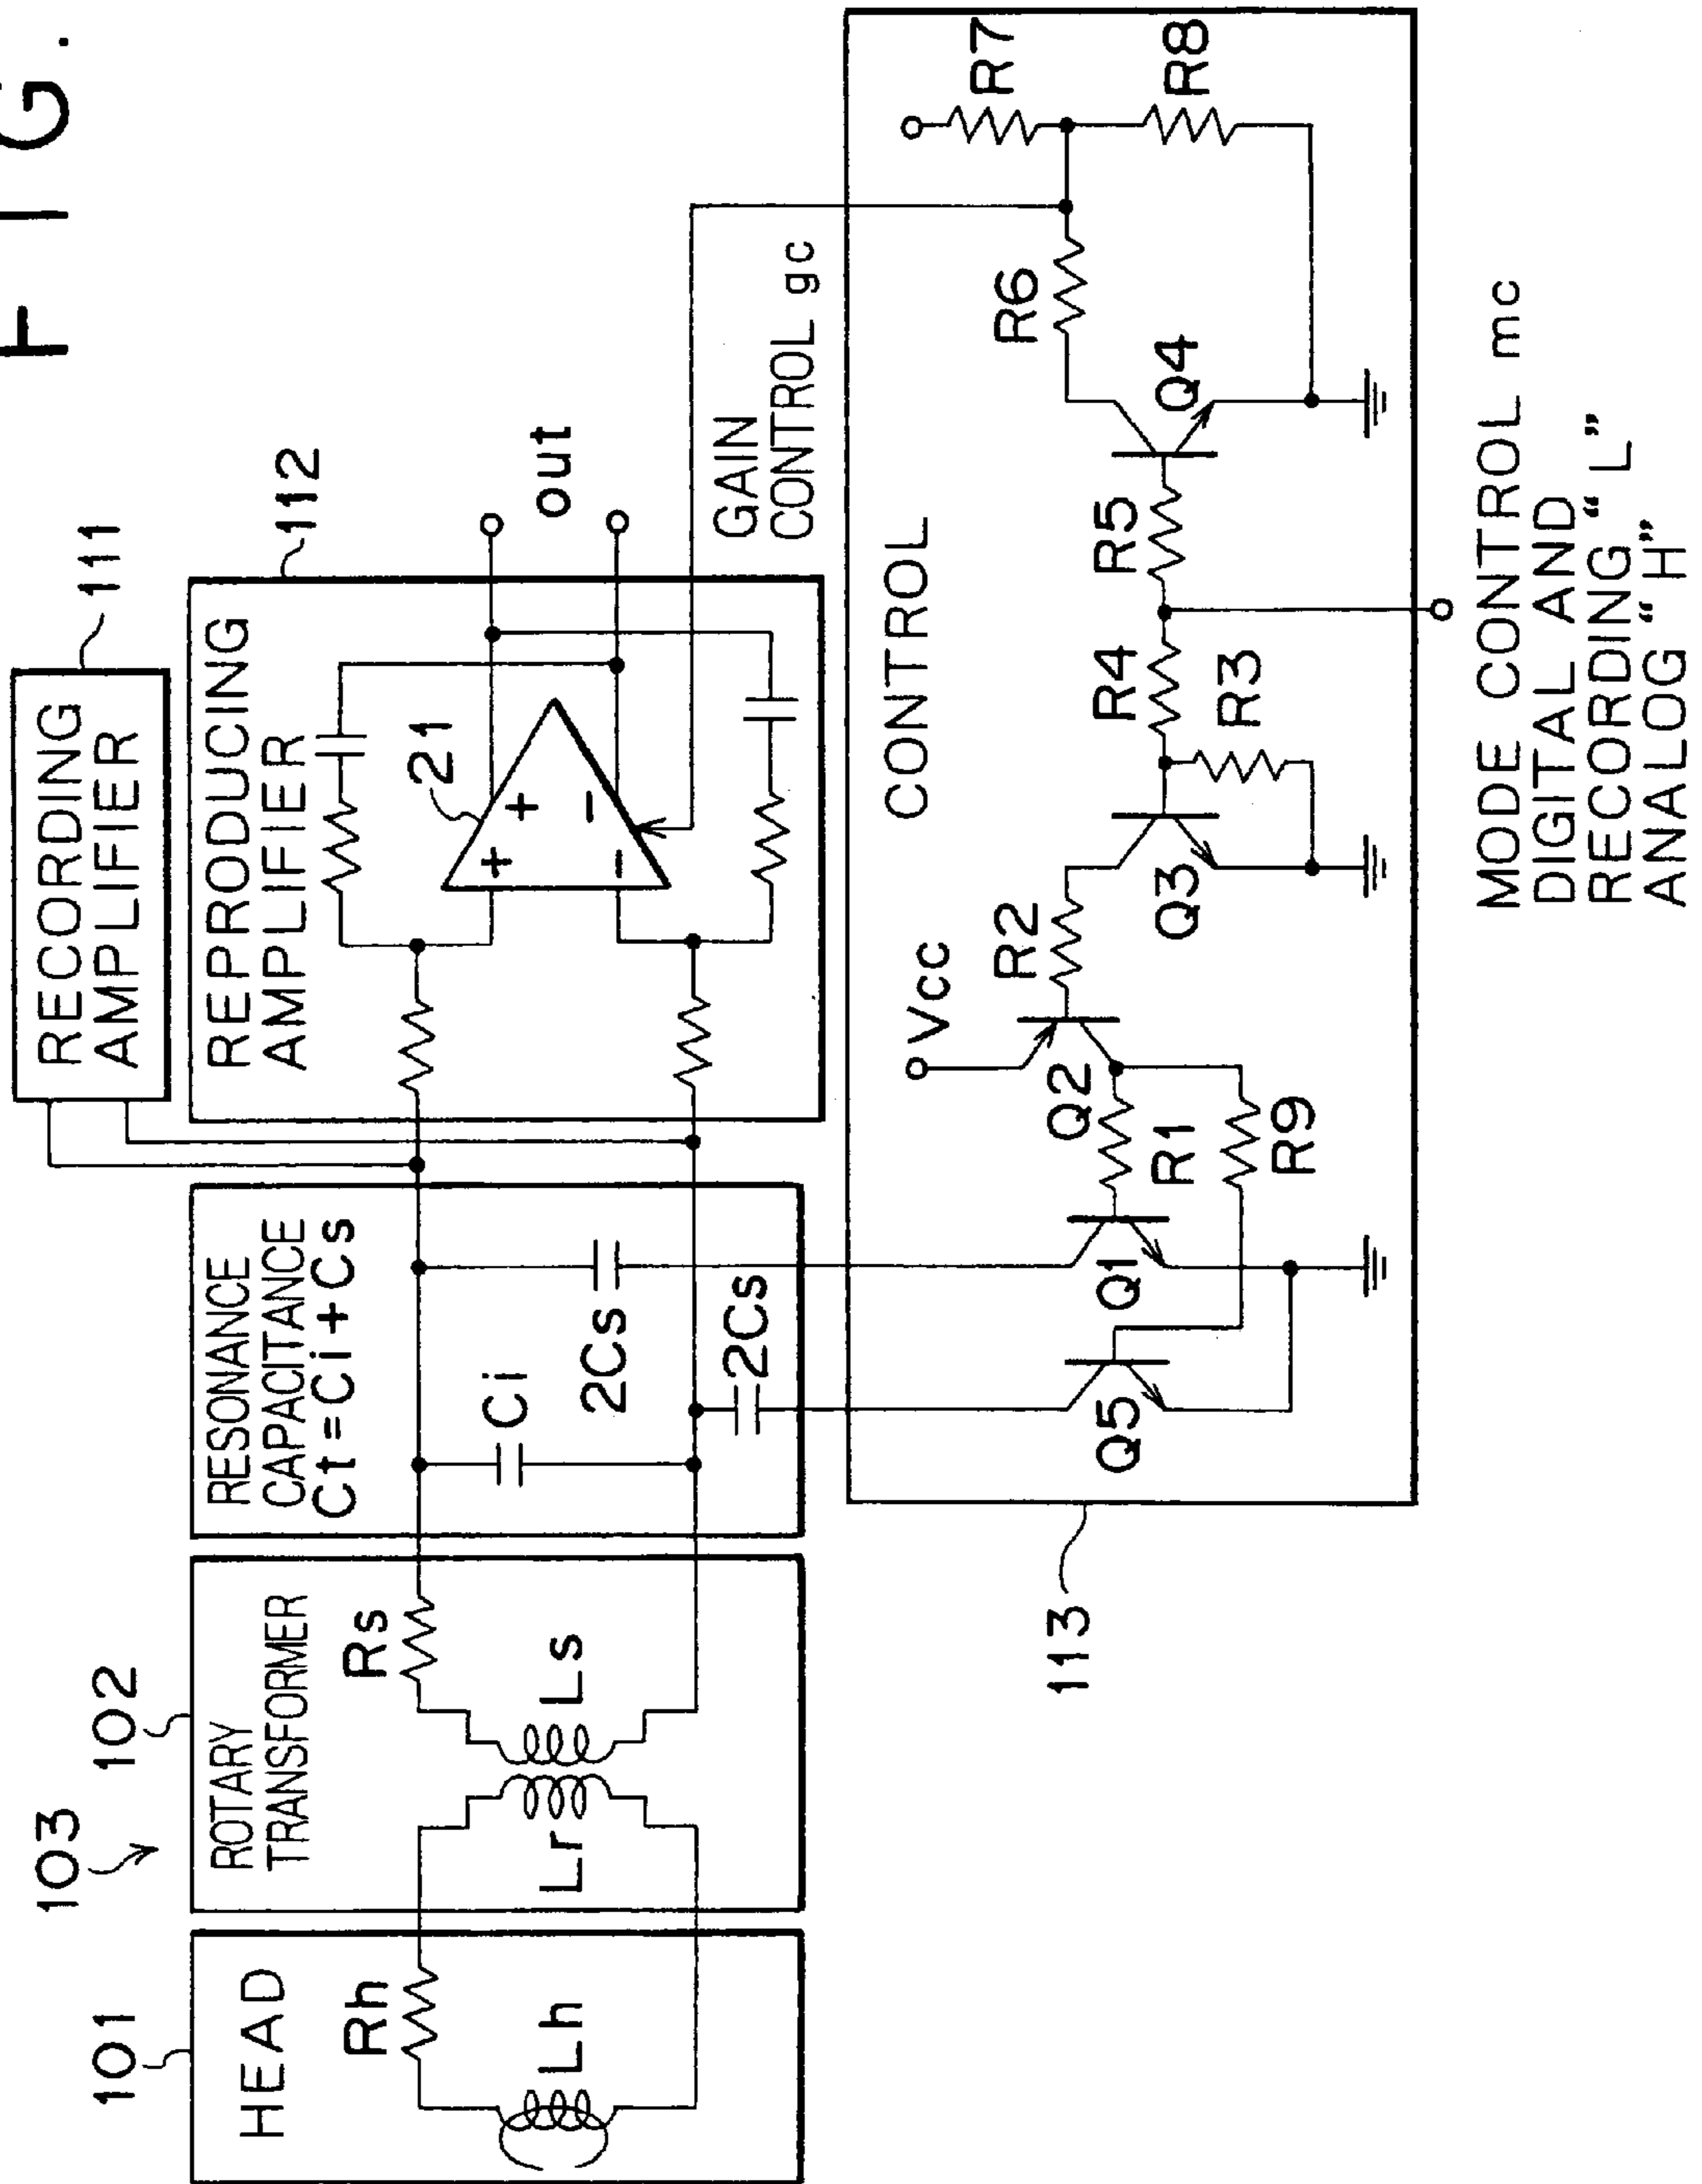 FIG.
RECORDING
AMPLIFIER
111
103
101
102
112
HEAD
Rh
Lh
ROTARY
TRANSFORMER
Rs
Lr
Ls
RESONANCE
CAPACITANCE
Ct=Ci+Cs
Ci
2Cs
2Cs
REPRODUCING
AMPLIFIER
21
+
-
+
-
out
GAIN
CONTROL gc
113
CONTROL
Vcc
Q5
Q1
Q2
R1
R9
R2
Q3
R4
R3
R5
Q4
R6
R7
R8
MODE CONTROL mc
DIGITAL AND
RECORDING “L”
ANALOG “H”